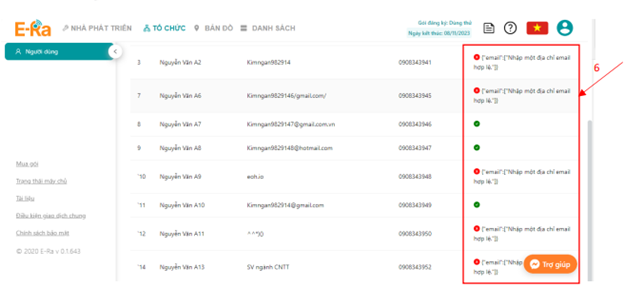 E-Ra NHÀ PHÁT TRIỂN TỔ CHỨC BẢN ĐỒ DANH SÁCH Gói đăng ký: Dùng thử
Ngày kết thúc: 08/11/2023
Người dùng
3 Nguyễn Văn A2 Kimngan982914 0908343941 {"email":["Nhập một địa chỉ email
hợp lệ."]}
6
7 Nguyễn Văn A6 Kimngan9829146/gmail.com/ 0908343945 {"email":["Nhập một địa chỉ email
hợp lệ."]}
8 Nguyễn Văn A7 Kimngan9829147@gmail.com.vn 0908343946
9 Nguyễn Văn A8 Kimngan9829148@hotmail.com 0908343947
Mua gói
Trạng thái máy chủ
`10 Nguyễn Văn A9 eoh.io 0908343948 {"email":["Nhập một địa chỉ email
hợp lệ."]}
Tài liệu
`11 Nguyễn Văn A10 Kimngan982914@gmail.com 0908343949
Điều kiện giao dịch chung
Chính sách bảo mật
`12 Nguyễn Văn A11 ^^*)() 0908343950 {"email":["Nhập một địa chỉ email
hợp lệ."]}
© 2020 E-Ra v 0.1.643
`14 Nguyễn Văn A13 SV ngành CNTT 0908343952 {"email":["Nhập
hợp lệ."]}
Trợ giúp